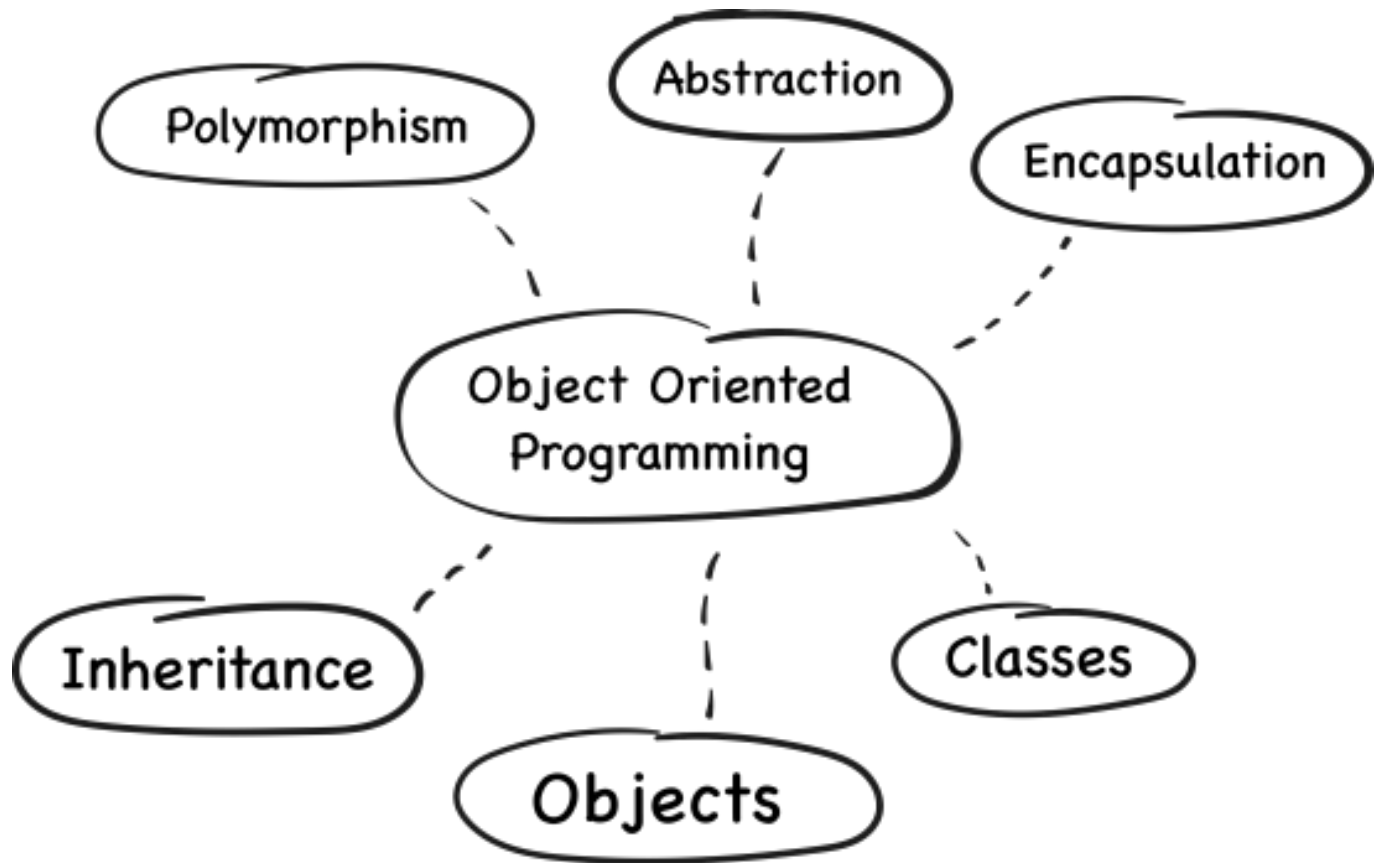 Abstraction
Polymorphism
Encapsulation
Object Oriented
Programming
Inheritance
Classes
Objects